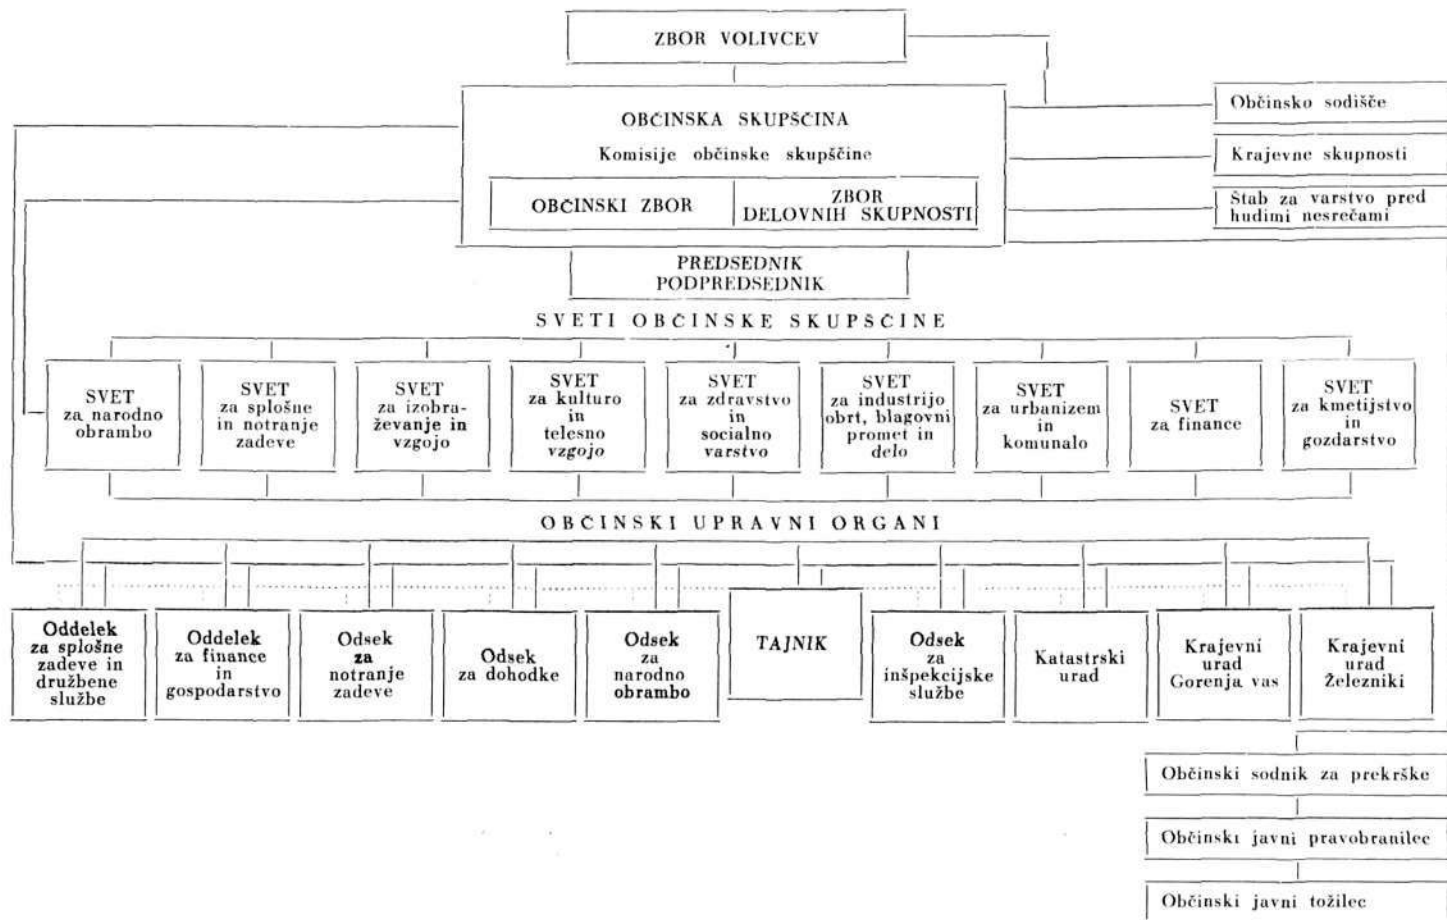 ZBOR VOLIVCEV
OBČINSKA SKUPŠČINA
Komisije občinske skupščine
OBČINSKI ZBOR
ZBOR
DELOVNIH SKUPNOSTI
Občinsko sodišče
Krajevne skupnosti
Štab za varstvo pred
hudimi nesrečami
PREDSEDNIK
PODPREDSEDNIK
SVETI OBČINSKE SKUPŠČINE
SVET
za narodno
obrambo
SVET
za splošne
in notranje
zadeve
SVET
za izobra-
ževanje in
vzgojo
SVET
za kulturo
in
telesno
vzgojo
SVET
za zdravstvo
in
socialno
varstvo
SVET
za industrijo
obrt, blagovni
promet in
delo
SVET
za urbanizem
in
komunalo
SVET
za finance
SVET
za kmetijstvo
in
gozdarstvo
OBČINSKI UPRAVNI ORGANI
Oddelek
za splošne
zadeve in
družbene
službe
Oddelek
za finance
in
gospodarstvo
Odsek
za
notranje
zadeve
Odsek
za dohodke
Odsek
za
narodno
obrambo
TAJNIK
Odsek
za
inšpekcijske
službe
Katastrski
urad
Krajevni
urad
Gorenja vas
Krajevni
urad
Železniki
Občinski sodnik za prekrške
Občinski javni pravobranilec
Občinski javni tožilec